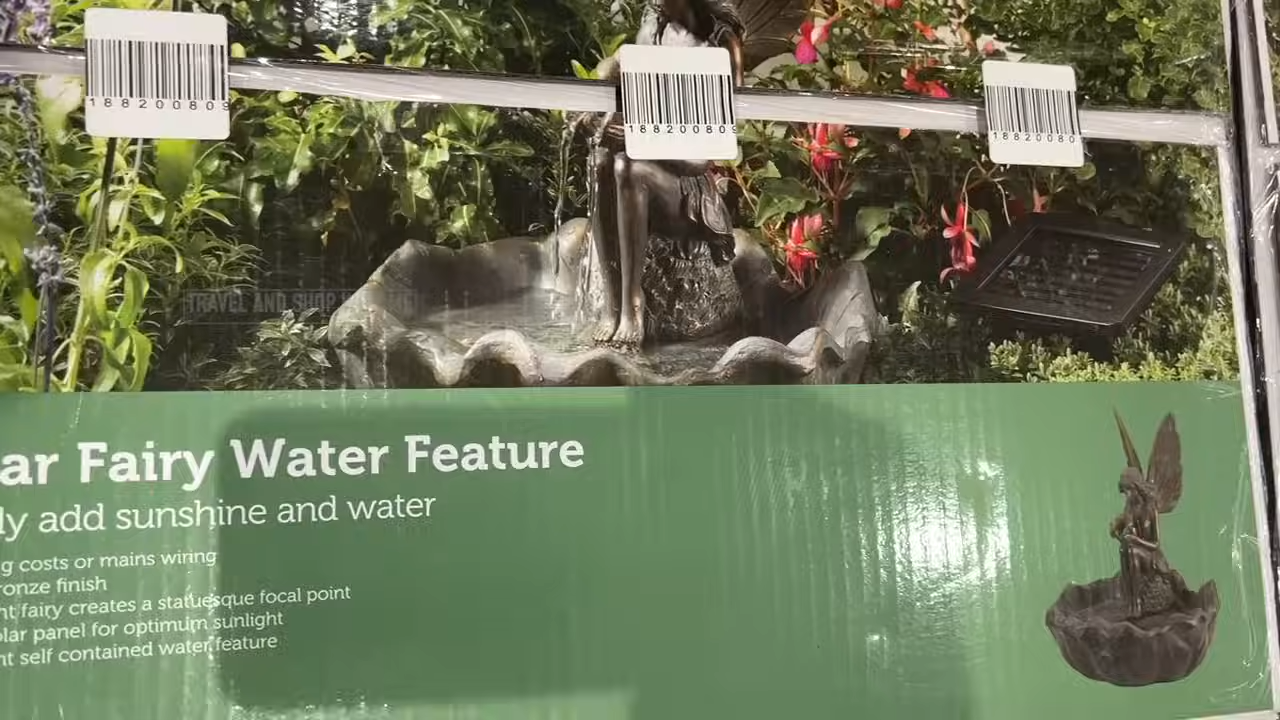 188200809
188200809
18820080
TRAVEL AND SHOP
ar Fairy Water Feature
ly add sunshine and water
g costs or mains wiring
ronze finish
nt fairy creates a statuesque focal point
olar panel for optimum sunlight
nt self contained water feature